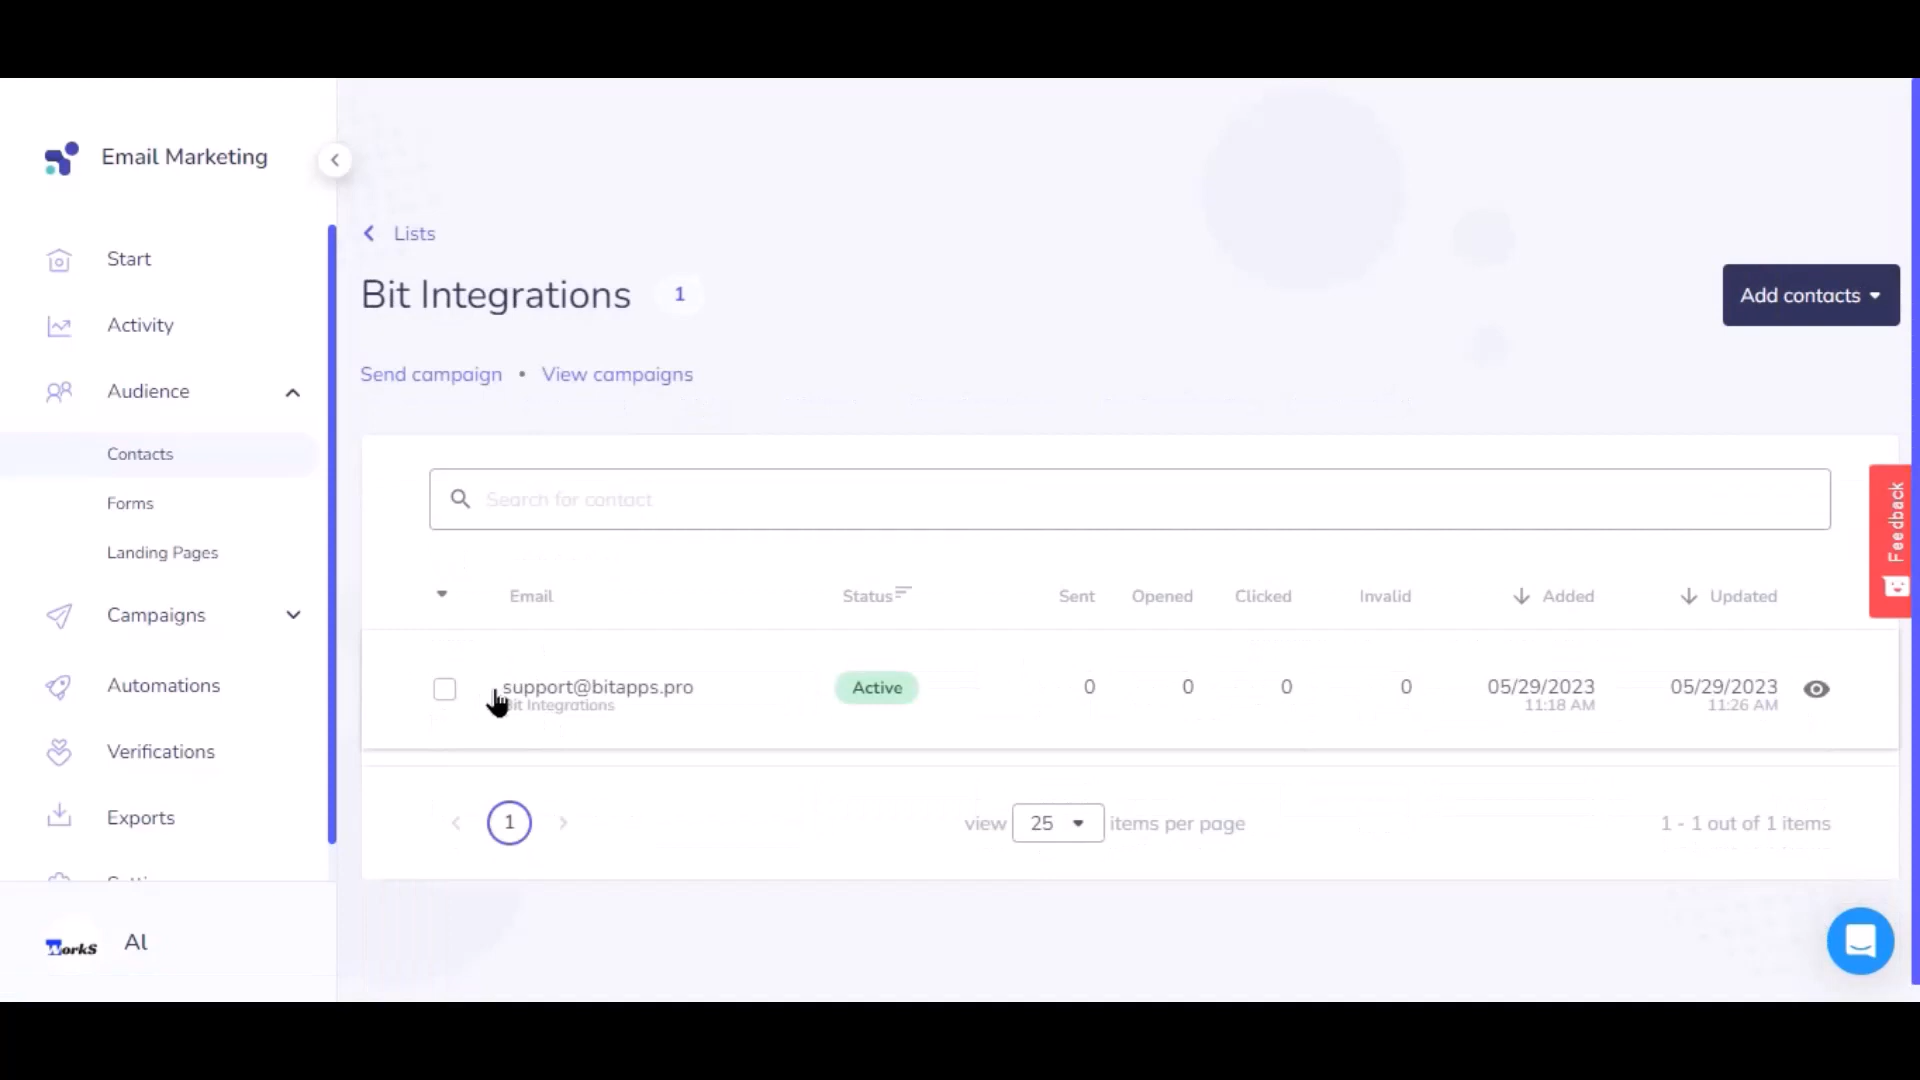 Email Marketing
Start
Activity
Audience
Contacts
Forms
Landing Pages
Campaigns
Automations
Verifications
Exports
WorkS Al
Lists
Bit Integrations 1
Add contacts
Send campaign • View campaigns
Search for contact
Email Status Sent Opened Clicked Invalid Added Updated
support@bitapps.pro Active 0 0 0 0 05/29/2023 05/29/2023
Bit Integrations 11:18 AM 11:26 AM
1 view 25 items per page 1 - 1 out of 1 items
Feedback